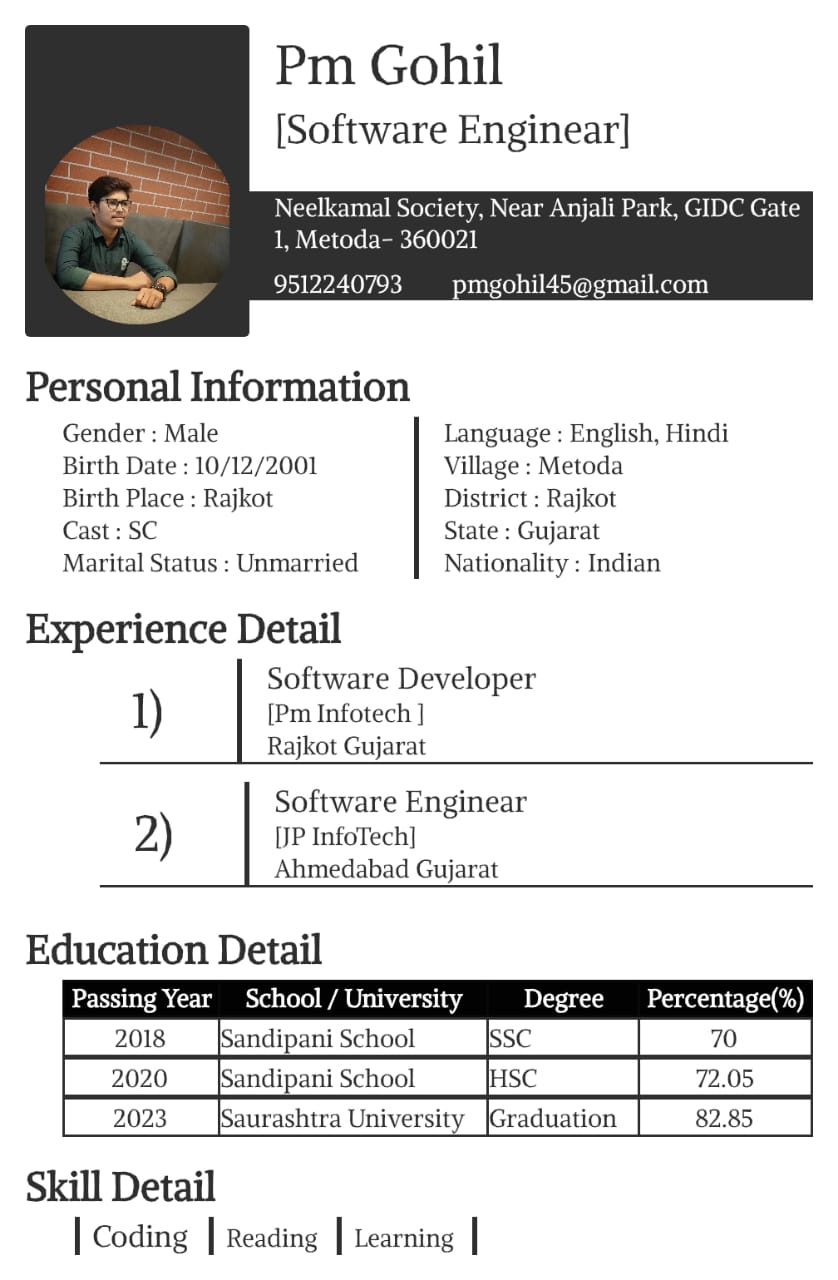 Pm Gohil
[Software Enginear]
Neelkamal Society, Near Anjali Park, GIDC Gate
1, Metoda- 360021
9512240793 pmgohil45@gmail.com
Personal Information
Gender : Male
Birth Date : 10/12/2001
Birth Place : Rajkot
Cast : SC
Marital Status : Unmarried
Language : English, Hindi
Village : Metoda
District : Rajkot
State : Gujarat
Nationality : Indian
Experience Detail
1)
Software Developer
[Pm Infotech ]
Rajkot Gujarat
2)
Software Enginear
[JP InfoTech]
Ahmedabad Gujarat
Education Detail
Passing Year School / University Degree Percentage(%)
2018 Sandipani School SSC 70
2020 Sandipani School HSC 72.05
2023 Saurashtra University Graduation 82.85
Skill Detail
Coding Reading Learning